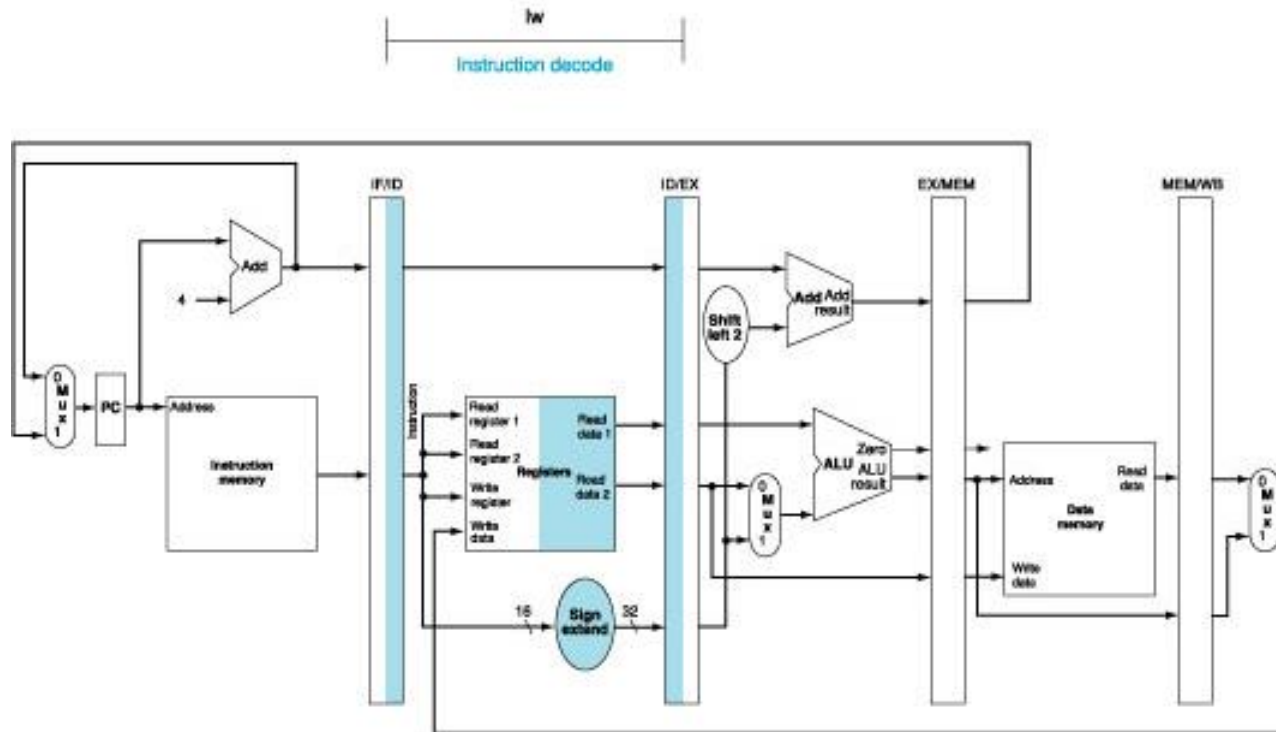 lw
Instruction decode
IF/ID
ID/EX
EX/MEM
MEM/WB
Add
4
Shift
left 2
Add
Add
result
0
M
u
x
1
PC
Address
Instruction
memory
Instruction
Read
register 1
Read
register 2
Write
register
Write
data
Registers
Read
data 1
Read
data 2
16
Sign
extend
32
0
M
u
x
1
ALU
Zero
ALU
result
Address
Read
data
Data
memory
Write
data
0
M
u
x
1